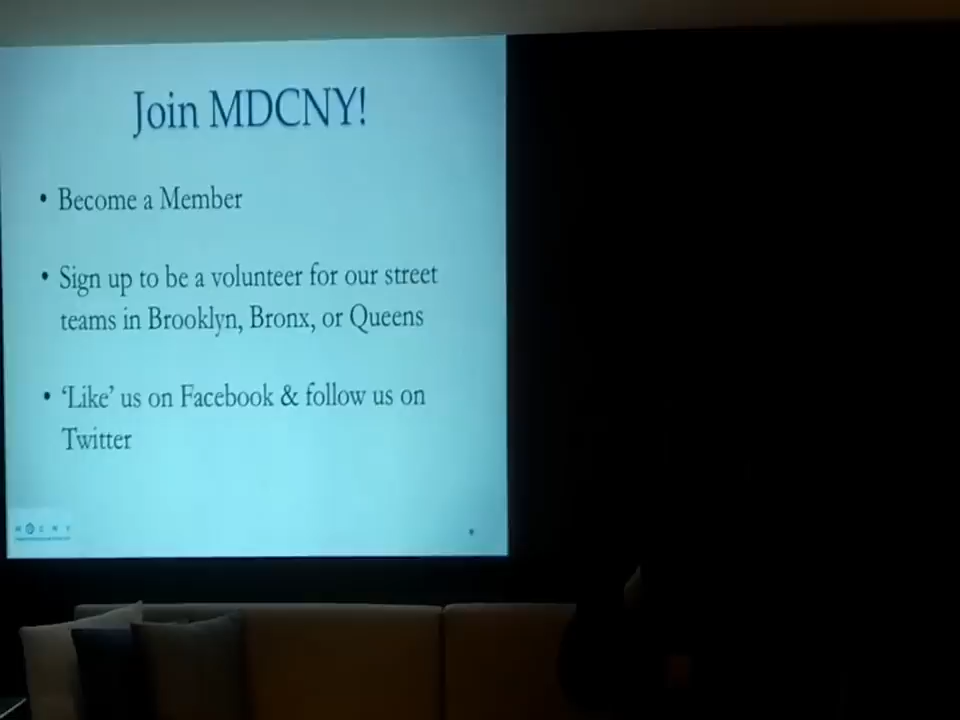 Join MDCNY!
• Become a Member
• Sign up to be a volunteer for our street
teams in Brooklyn, Bronx, or Queens
• ‘Like’ us on Facebook & follow us on
Twitter